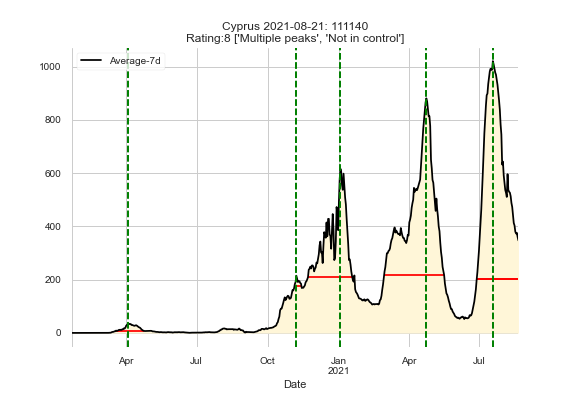 Cyprus 2021-08-21: 111140
Rating:8 ['Multiple peaks', 'Not in control']
Average-7d
1000
800
600
400
200
0
Apr
Jul
Oct
Jan
2021
Apr
Jul
Date